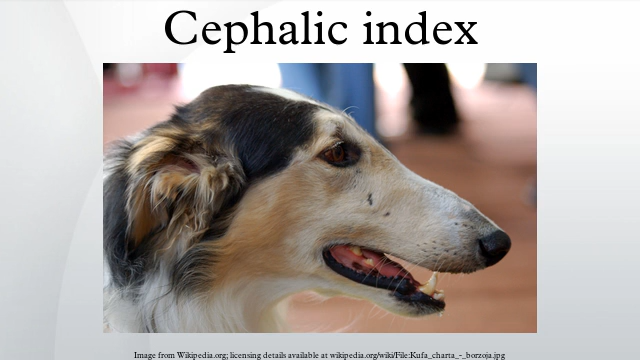 Cephalic index
Image from Wikipedia.org; licensing details available at wikipedia.org/wiki/File:Kufa_charta_-_borzoja.jpg